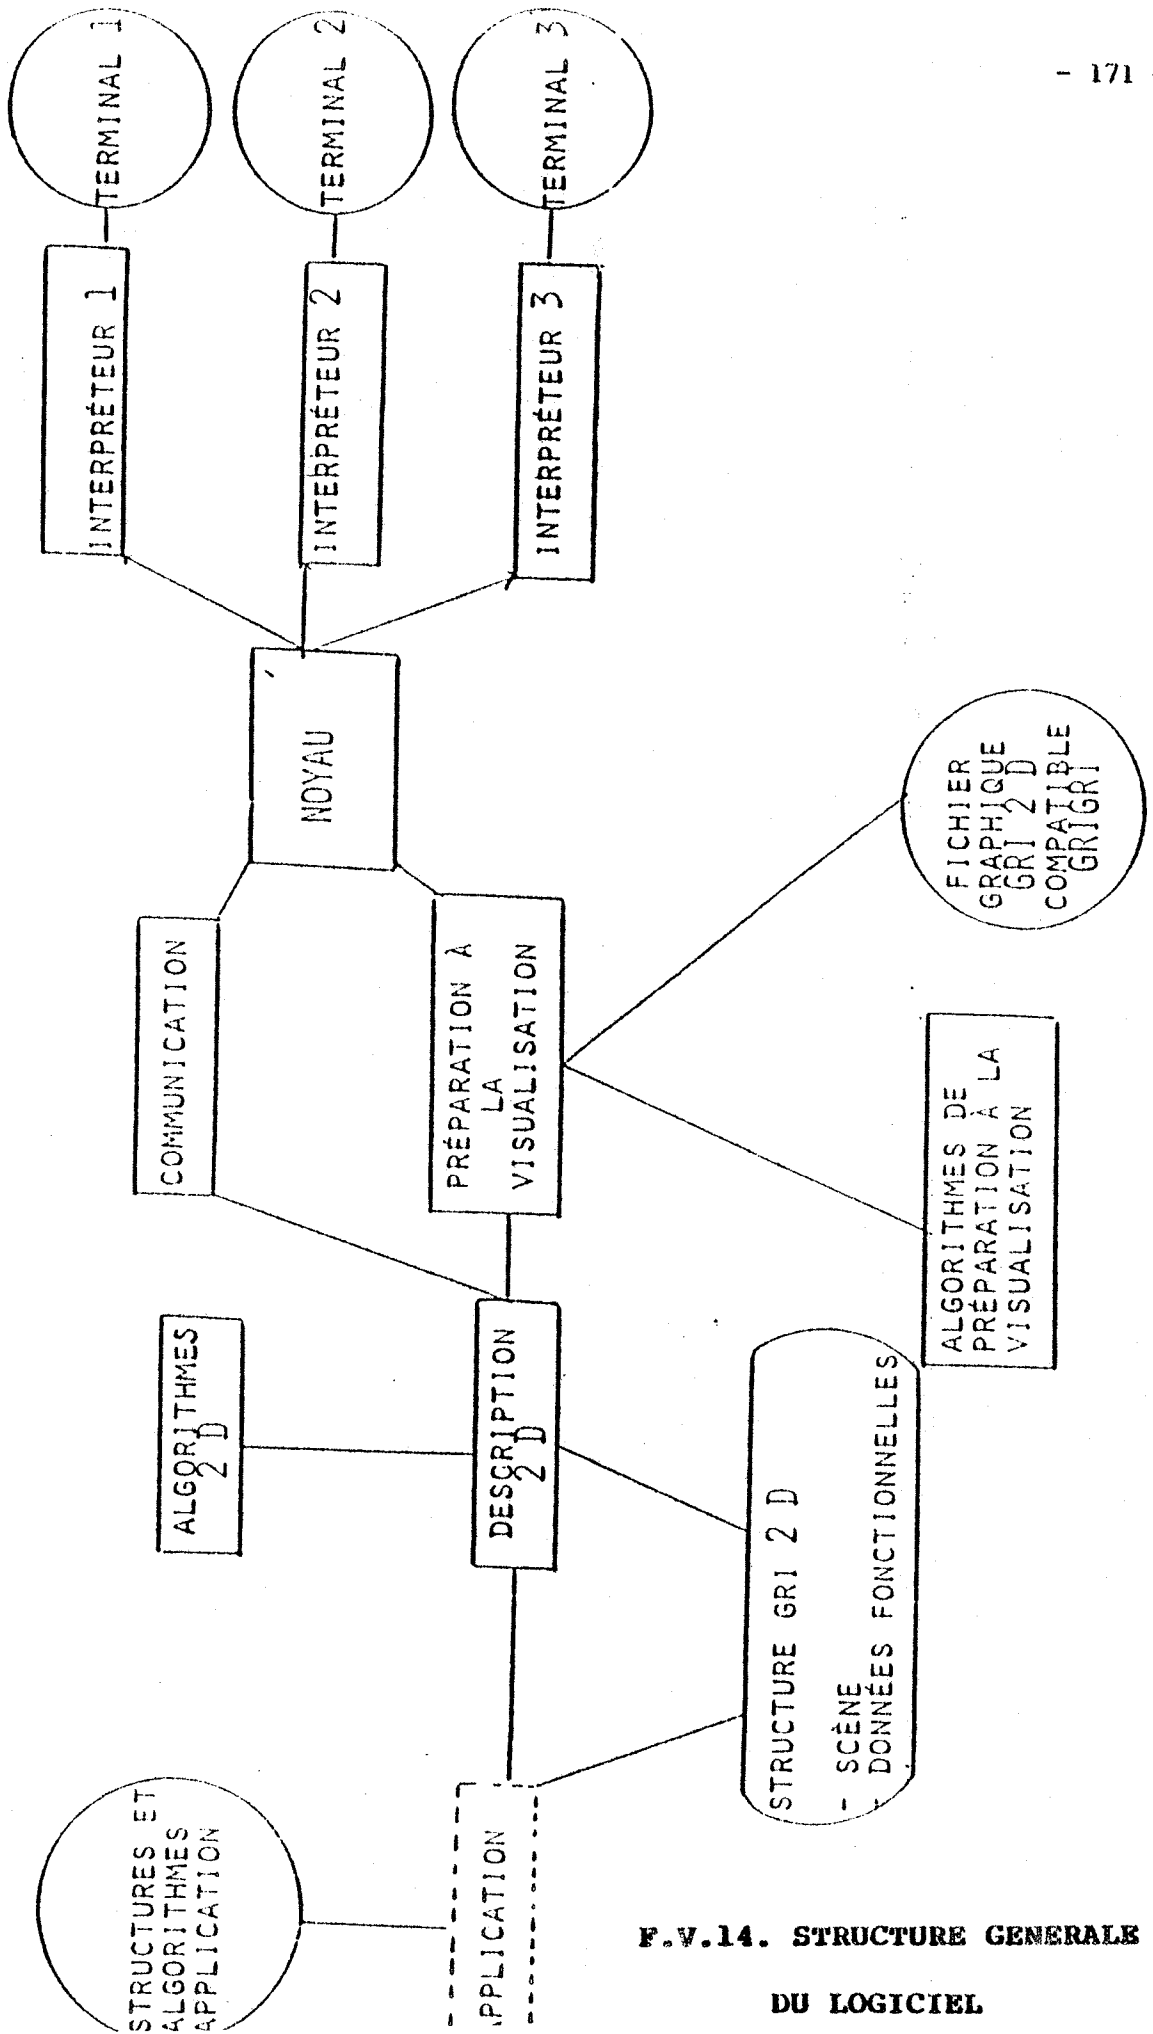 - 171
TERMINAL 1
TERMINAL 2
TERMINAL 3
INTERPRÉTEUR 1
INTERPRÉTEUR 2
INTERPRÉTEUR 3
NOYAU
COMMUNICATION
PRÉPARATION À
LA
VISUALISATION
FICHIER
GRAPHIQUE
GRI 2 D
COMPATIBLE
GRIGRI
ALGORITHMES DE
PRÉPARATION À LA
VISUALISATION
ALGORITHMES
2 D
DESCRIPTION
2 D
STRUCTURE GRI 2 D
- SCÈNE
- DONNÉES FONCTIONNELLES
STRUCTURES ET
ALGORITHMES
APPLICATION
PPLICATION
F.V.14. STRUCTURE GENERALE
DU LOGICIEL